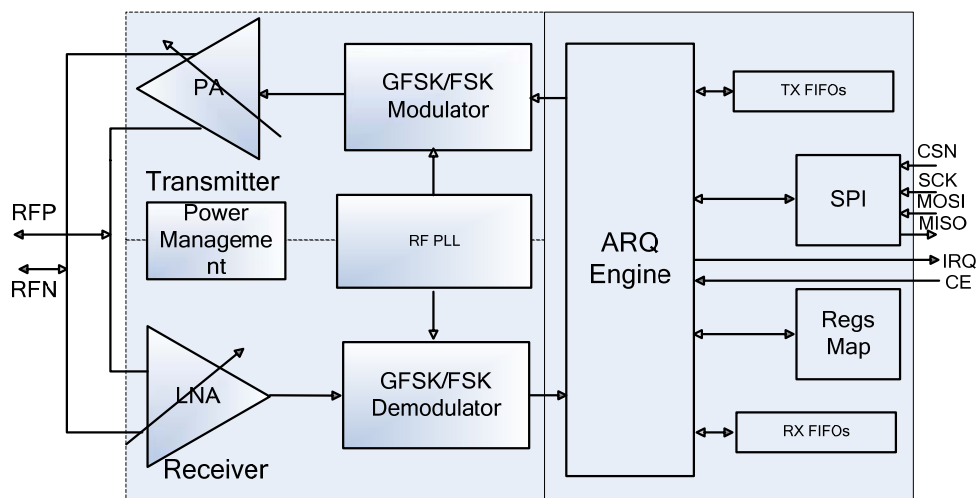 PA
GFSK/FSK
Modulator
TX FIFOs
Transmitter
CSN
SCK
MOSI
MISO
SPI
RFP
RFN
Power
Manageme
nt
RF PLL
ARQ
Engine
IRQ
CE
Regs
Map
LNA
GFSK/FSK
Demodulator
RX FIFOs
Receiver